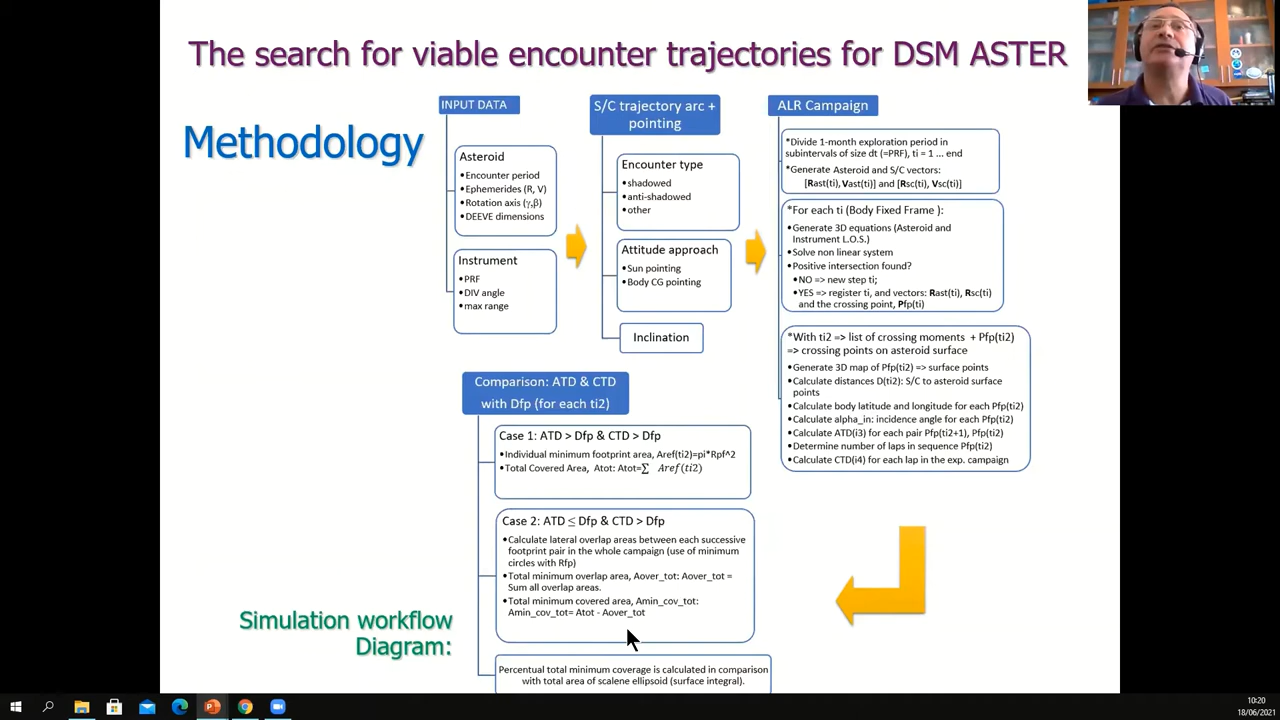 The search for viable encounter trajectories for DSM ASTER
Methodology
INPUT DATA
Asteroid
•Encounter period
•Ephemerides (R, V)
•Rotation axis (γ,β)
•DEEVE dimensions
Instrument
•PRF
•DIV angle
•max range
S/C trajectory arc +
pointing
Encounter type
•shadowed
•anti-shadowed
•other
Attitude approach
•Sun pointing
•Body CG pointing
Inclination
ALR Campaign
*Divide 1-month exploration period in
subintervals of size dt (=PRF), ti = 1 ... end
*Generate Asteroid and S/C vectors:
[Rast(ti), Vast(ti)] and [Rsc(ti), Vsc(ti)]
*For each ti (Body Fixed Frame ):
•Generate 3D equations (Asteroid and
Instrument L.O.S.)
•Solve non linear system
•Positive intersection found?
•NO => new step ti;
•YES => register ti, and vectors: Rast(ti), Rsc(ti)
and the crossing point, Pfp(ti)
*With ti2 => list of crossing moments + Pfp(ti2)
=> crossing points on asteroid surface
•Generate 3D map of Pfp(ti2) => surface points
•Calculate distances D(ti2): S/C to asteroid surface
points
•Calculate body latitude and longitude for each Pfp(ti2)
•Calculate alpha_in: incidence angle for each Pfp(ti2)
•Calculate ATD(i3) for each pair Pfp(ti2+1), Pfp(ti2)
•Determine number of laps in sequence Pfp(ti2)
•Calculate CTD(i4) for each lap in the exp. campaign
Comparison: ATD & CTD
with Dfp (for each ti2)
Case 1: ATD > Dfp & CTD > Dfp
•Individual minimum footprint area, Aref(ti2)=pi*Rpf^2
•Total Covered Area, Atot: Atot=∑ Aref(ti2)
Case 2: ATD ≤ Dfp & CTD > Dfp
•Calculate lateral overlap areas between each successive
footprint pair in the whole campaign (use of minimum
circles with Rfp)
•Total minimum overlap area, Aover_tot: Aover_tot =
Sum all overlap areas.
•Total minimum covered area, Amin_cov_tot:
Amin_cov_tot= Atot - Aover_tot
Percentual total minimum coverage is calculated in comparison
with total area of scalene ellipsoid (surface integral).
Simulation workflow
Diagram:
10:20
18/06/2021